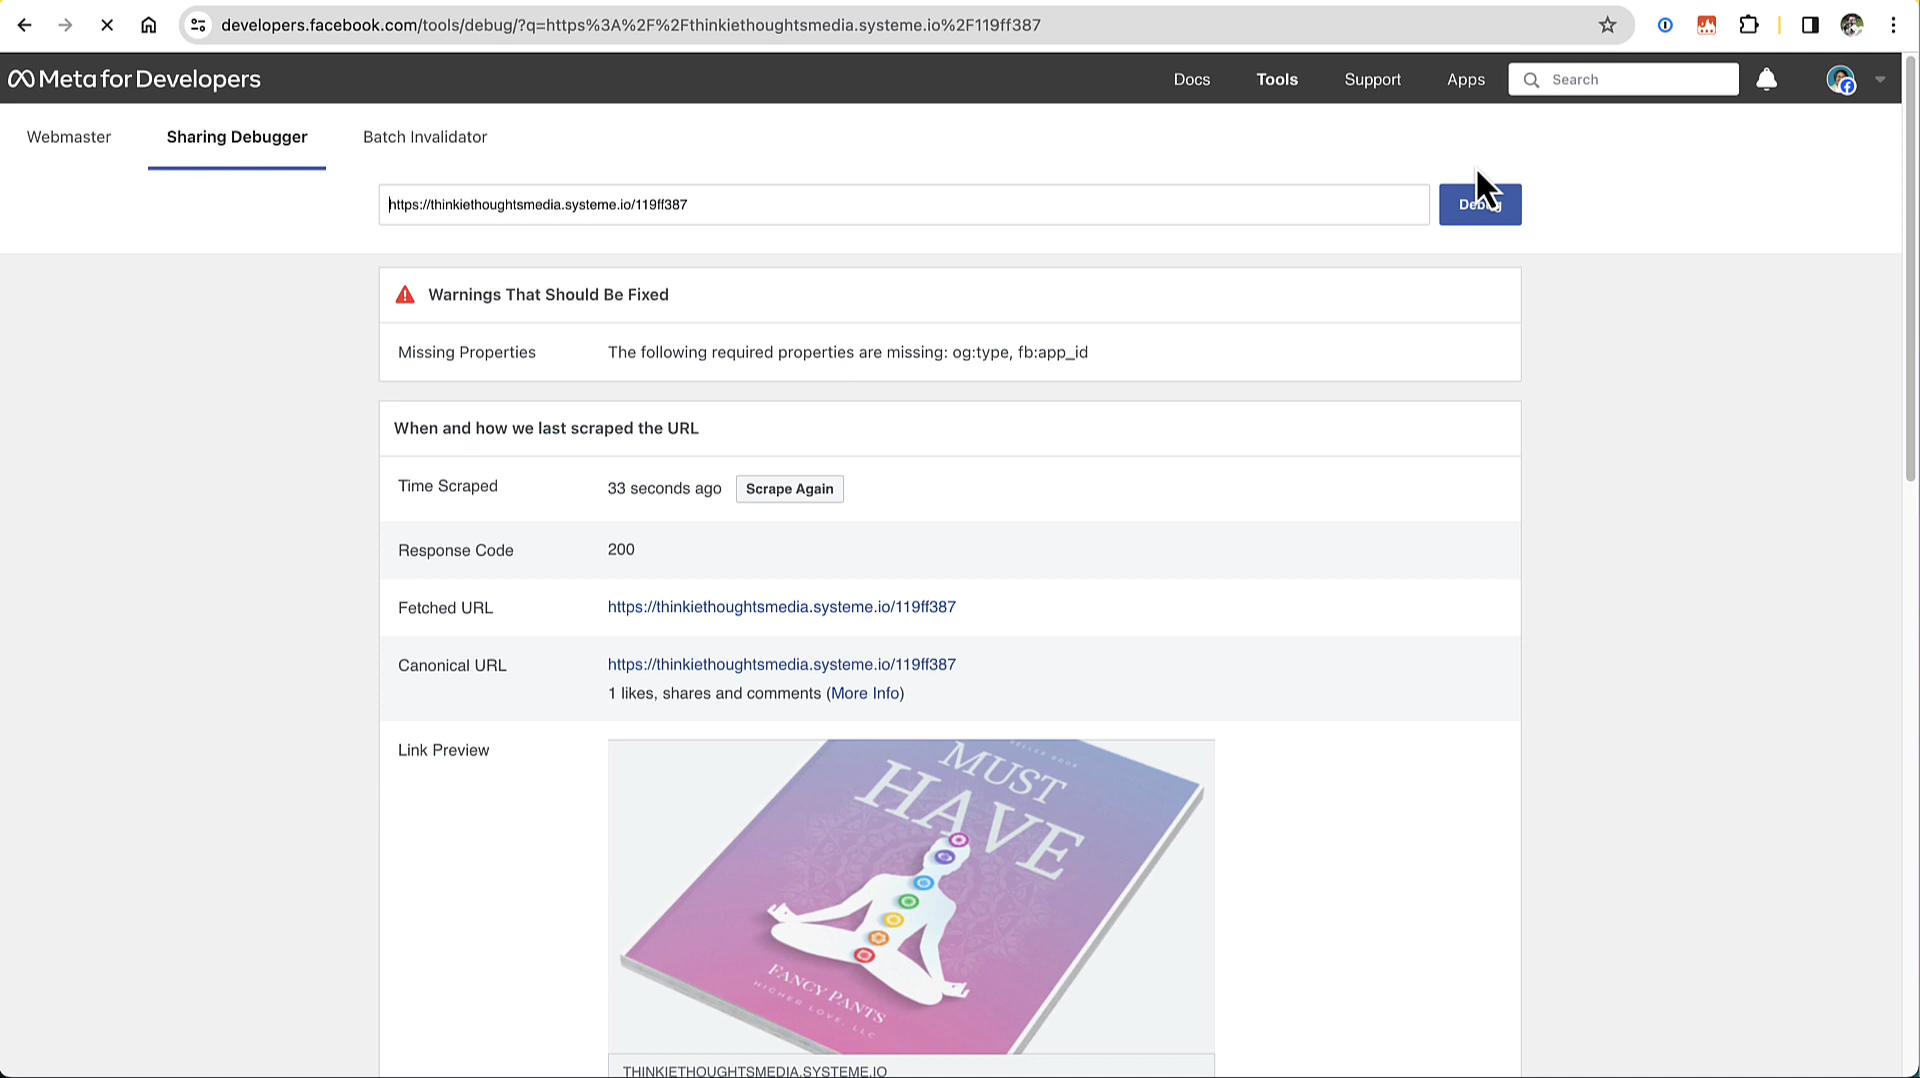 developers.facebook.com/tools/debug/?q=https%3A%2F%2Fthinkiethoughtsmedia.systeme.io%2F119ff387
Meta for Developers
Docs
Tools
Support
Apps
Search
Webmaster
Sharing Debugger
Batch Invalidator
https://thinkiethoughtsmedia.systeme.io/119ff387
Debug
Warnings That Should Be Fixed
Missing Properties
The following required properties are missing: og:type, fb:app_id
When and how we last scraped the URL
Time Scraped
33 seconds ago
Scrape Again
Response Code
200
Fetched URL
https://thinkiethoughtsmedia.systeme.io/119ff387
Canonical URL
https://thinkiethoughtsmedia.systeme.io/119ff387
1 likes, shares and comments (More Info)
Link Preview
MUST
HAVE
FANCY PANTS
HIGHER LOVE, LLC
THINKIETHOUGHTSMEDIA.SYSTEME.IO